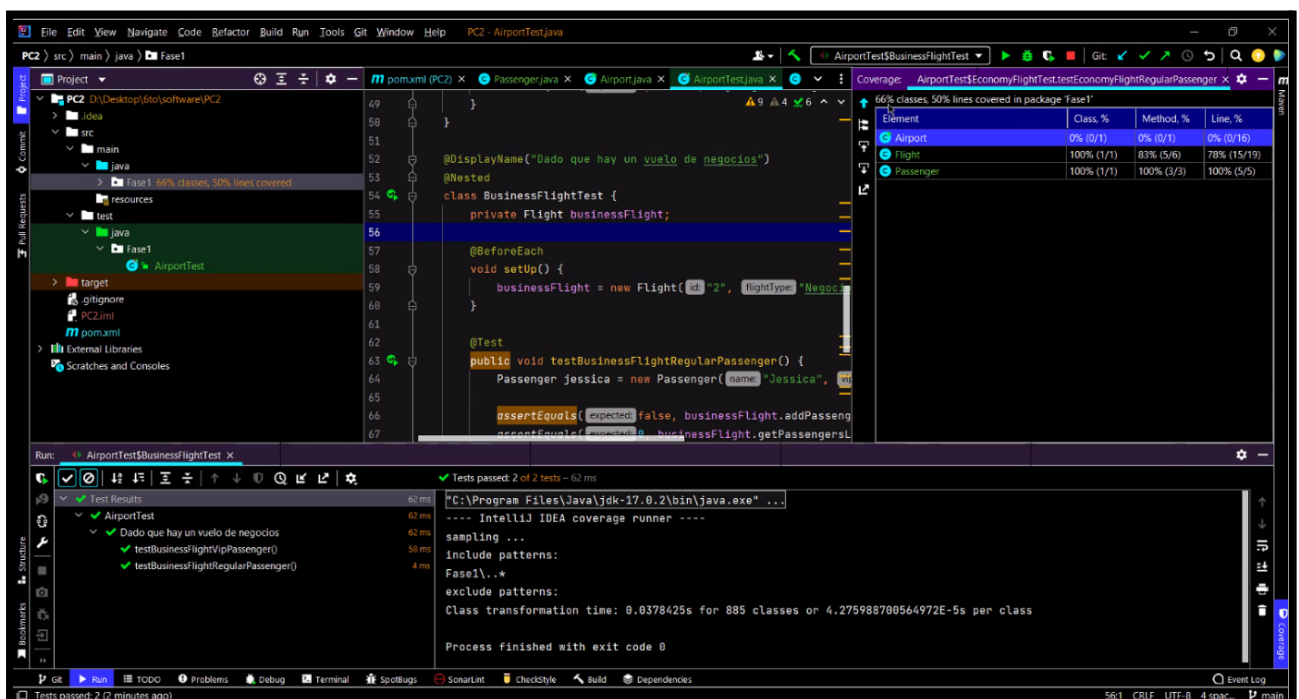 File Edit View Navigate Code Refactor Build Run Tools Git Window Help PC2 - AirportTest.java
PC2 〉 src 〉 main 〉 java 〉 Fase1
AirportTest$BusinessFlightTest
Git:
Project
pom.xml (PC2) × Passenger.java × Airport.java × AirportTest.java ×
Coverage: AirportTest$EconomyFlightTest.testEconomyFlightRegularPassenger ×
Project
Commit
Pull Requests
PC2 D:\Desktop\6to\software\PC2
.idea
src
main
java
Fase1 66% classes, 50% lines covered
resources
test
java
Fase1
AirportTest
target
.gitignore
PC2.iml
pom.xml
External Libraries
Scratches and Consoles
9 4 6
49 }
50 }
51
52 @DisplayName("Dado que hay un vuelo de negocios")
53 @Nested
54 class BusinessFlightTest {
55 private Flight businessFlight;
56
57 @BeforeEach
58 void setUp() {
59 businessFlight = new Flight( id: "2", flightType: "Negoci
60 }
61
62 @Test
63 public void testBusinessFlightRegularPassenger() {
64 Passenger jessica = new Passenger( name: "Jessica",
65
66 assertEquals( expected: false, businessFlight.addPasseng
67 assertEquals( expected: 0, businessFlight.getPassengersL
66% classes, 50% lines covered in package 'Fase1'
Element Class, % Method, % Line, %
Airport 0% (0/1) 0% (0/1) 0% (0/16)
Flight 100% (1/1) 83% (5/6) 78% (15/19)
Passenger 100% (1/1) 100% (3/3) 100% (5/5)
Maven
Run: AirportTest$BusinessFlightTest ×
Tests passed: 2 of 2 tests – 62 ms
Test Results 62 ms
AirportTest 62 ms
Dado que hay un vuelo de negocios 62 ms
testBusinessFlightVipPassenger() 58 ms
testBusinessFlightRegularPassenger() 4 ms
"C:\Program Files\Java\jdk-17.0.2\bin\java.exe" ...
---- IntelliJ IDEA coverage runner ----
sampling ...
include patterns:
Fase1\..*
exclude patterns:
Class transformation time: 0.0378425s for 885 classes or 4.275988700564972E-5s per class
Process finished with exit code 0
Structure
Bookmarks
Coverage
Git Run TODO Problems Debug Terminal SpotBugs SonarLint CheckStyle Build Dependencies Event Log
Tests passed: 2 (2 minutes ago) 56:1 CRLF UTF-8 4 spac... main